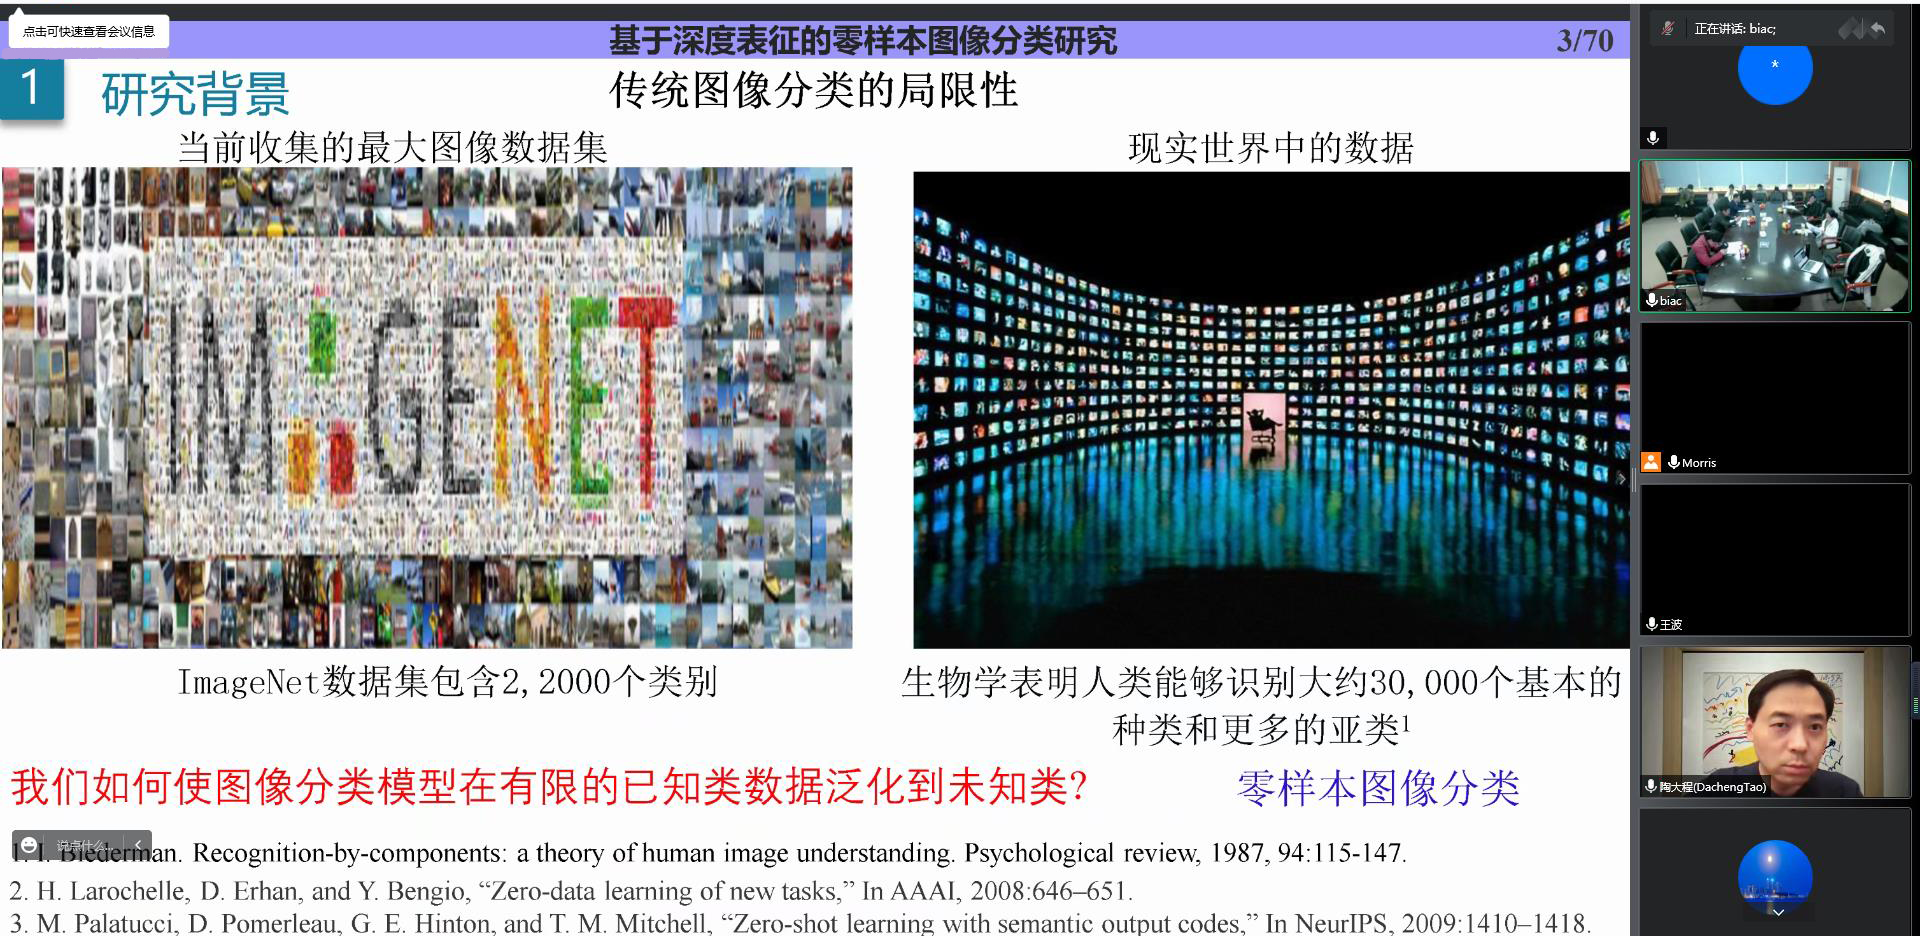 点击可快速查看会议信息
基于深度表征的零样本图像分类研究
3/70
1
研究背景
传统图像分类的局限性
当前收集的最大图像数据集
现实世界中的数据
IMAGENET
ImageNet数据集包含2,2000个类别
生物学表明人类能够识别大约30,000个基本的
种类和更多的亚类1
我们如何使图像分类模型在有限的已知类数据泛化到未知类?
零样本图像分类
说点什么...
1. I. Biederman. Recognition-by-components: a theory of human image understanding. Psychological review, 1987, 94:115-147.
2. H. Larochelle, D. Erhan, and Y. Bengio, “Zero-data learning of new tasks,” In AAAI, 2008:646–651.
3. M. Palatucci, D. Pomerleau, G. E. Hinton, and T. M. Mitchell, “Zero-shot learning with semantic output codes,” In NeurIPS, 2009:1410–1418.
正在讲话: biac;
*
biac
Morris
王波
陶大程(DachengTao)